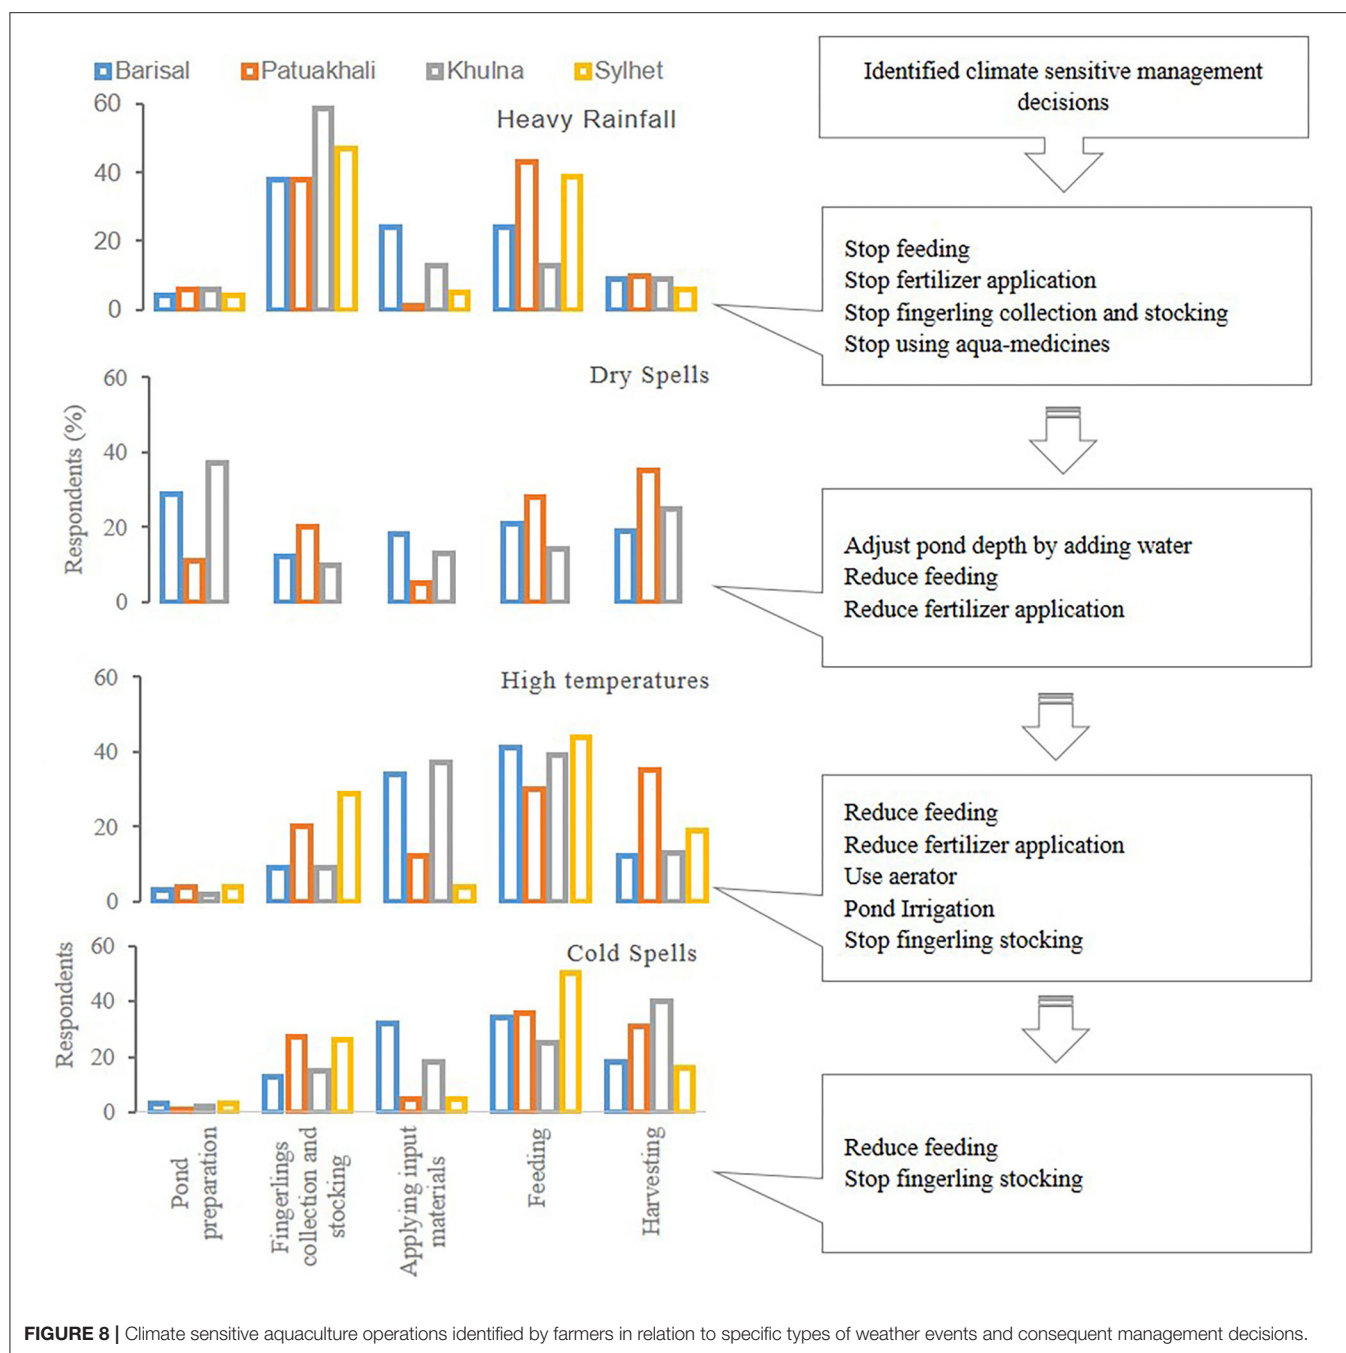 Barisal Patuakhali Khulna Sylhet
Heavy Rainfall
60
40
20
0
Identified climate sensitive management
decisions
Stop feeding
Stop fertilizer application
Stop fingerling collection and stocking
Stop using aqua-medicines
Dry Spells
Respondents (%)
60
40
20
0
Adjust pond depth by adding water
Reduce feeding
Reduce fertilizer application
High temperatures
60
40
20
0
Reduce feeding
Reduce fertilizer application
Use aerator
Pond Irrigation
Stop fingerling stocking
Cold Spells
Respondents
60
40
20
0
Reduce feeding
Stop fingerling stocking
Pond
preparation
Fingerlings
collection and
stocking
Applying input
materials
Feeding
Harvesting
FIGURE 8 | Climate sensitive aquaculture operations identified by farmers in relation to specific types of weather events and consequent management decisions.